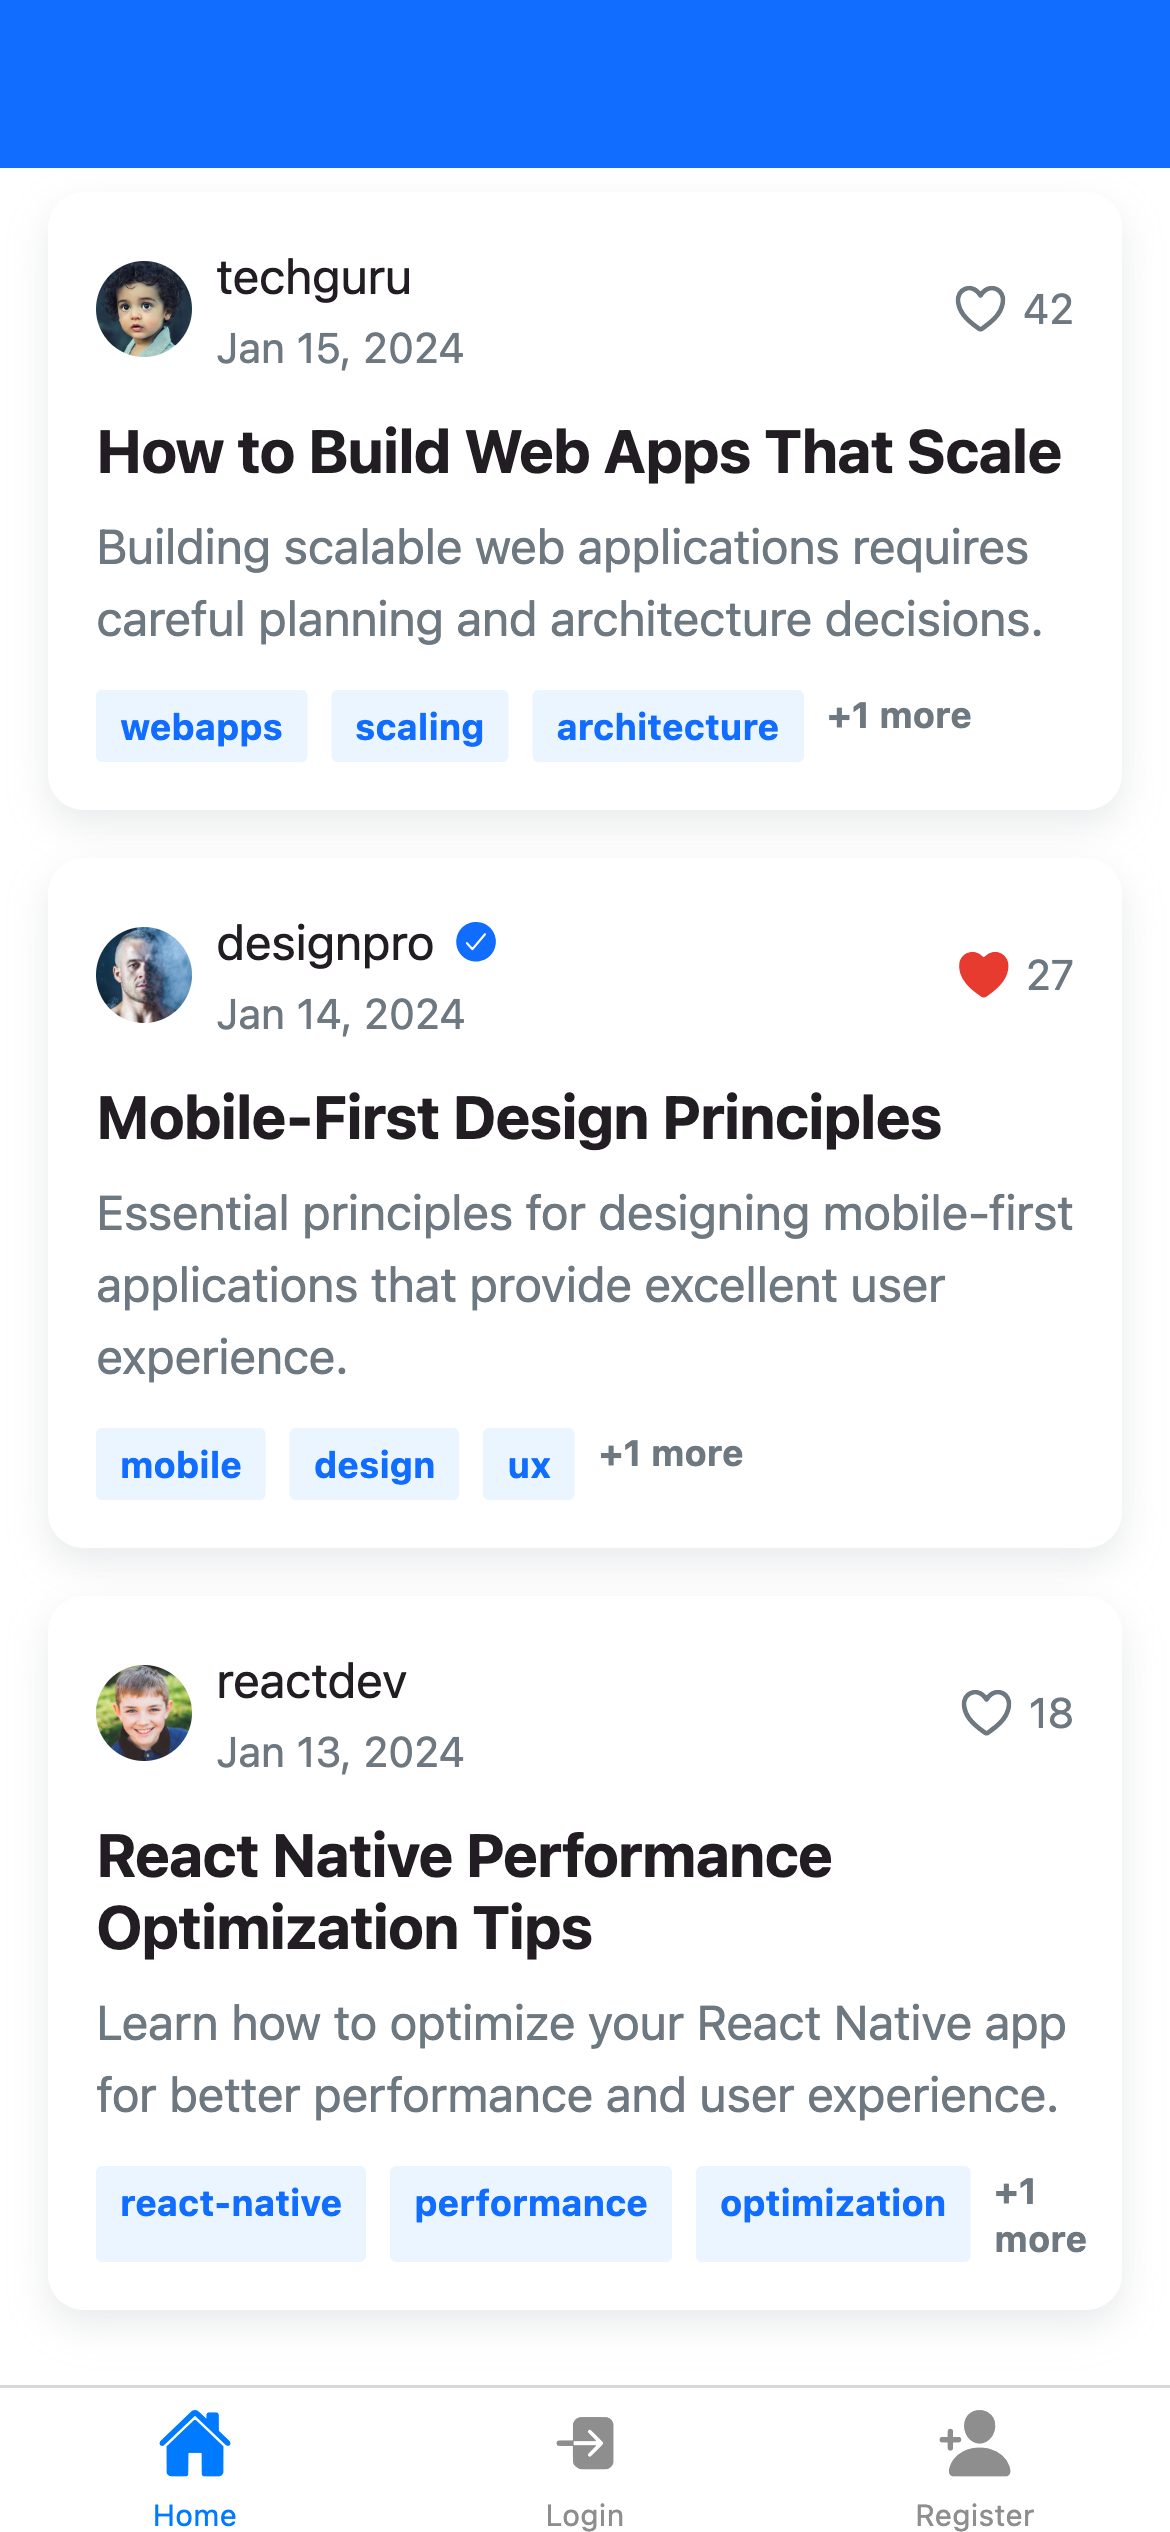 techguru
42
Jan 15, 2024
How to Build Web Apps That Scale
Building scalable web applications requires
careful planning and architecture decisions.
webapps scaling architecture +1 more
designpro
27
Jan 14, 2024
Mobile-First Design Principles
Essential principles for designing mobile-first
applications that provide excellent user
experience.
mobile design ux +1 more
reactdev
18
Jan 13, 2024
React Native Performance
Optimization Tips
Learn how to optimize your React Native app
for better performance and user experience.
react-native performance optimization +1
more
Home Login Register